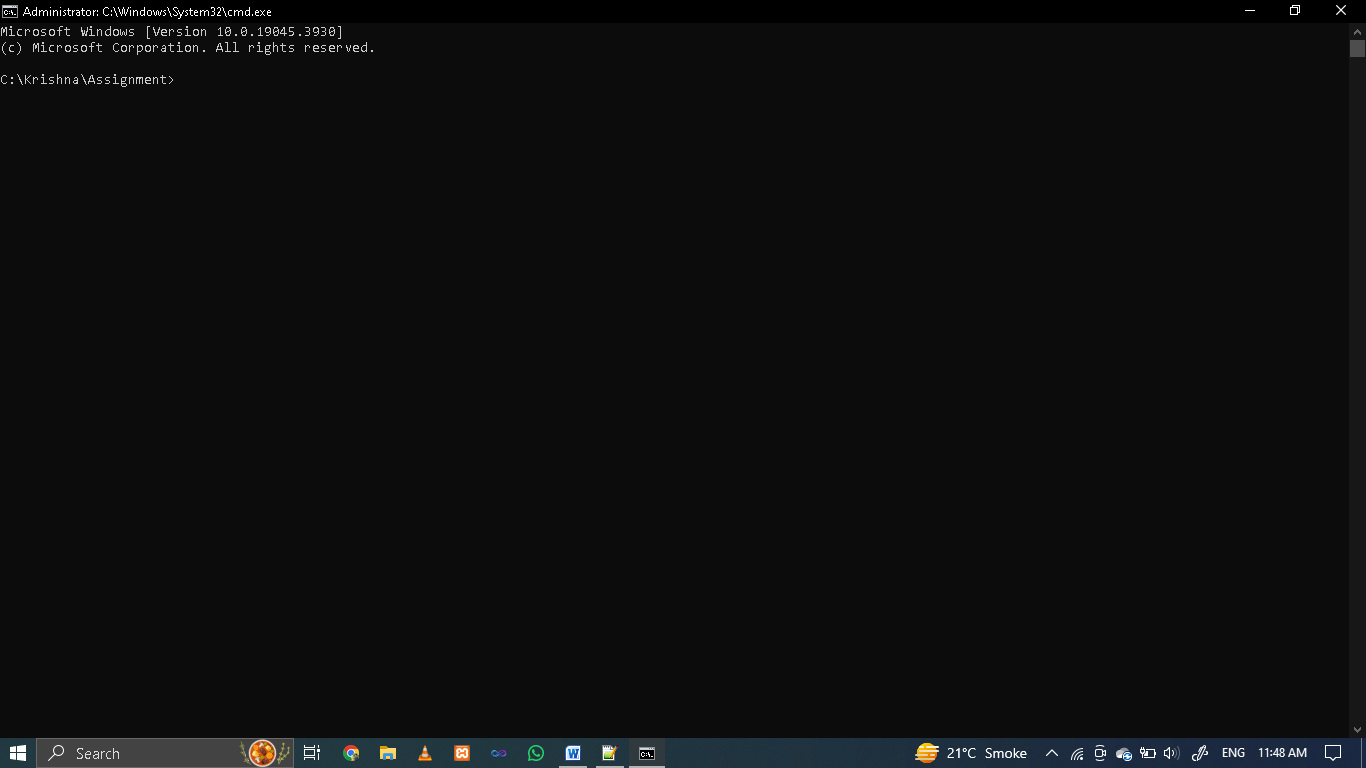 Administrator: C:\Windows\System32\cmd.exe
Microsoft Windows [Version 10.0.19045.3930]
(c) Microsoft Corporation. All rights reserved.
C:\Krishna\Assignment>
Search
21°C Smoke
ENG
11:48 AM